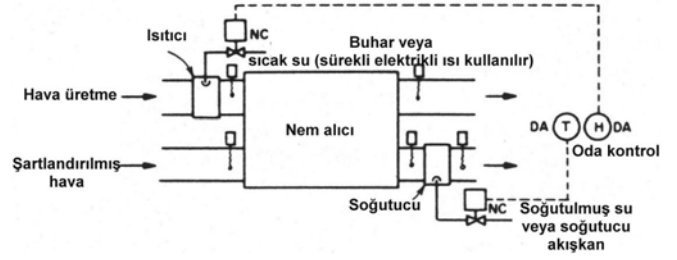 Isıtıcı
NC
Buhar veya
sıcak su (sürekli elektrikli ısı kullanılır)
Hava üretme
Nem alıcı
DA T H DA
Oda kontrol
Şartlandırılmış
hava
Soğutucu
NC
Soğutulmuş su
veya soğutucu
akışkan